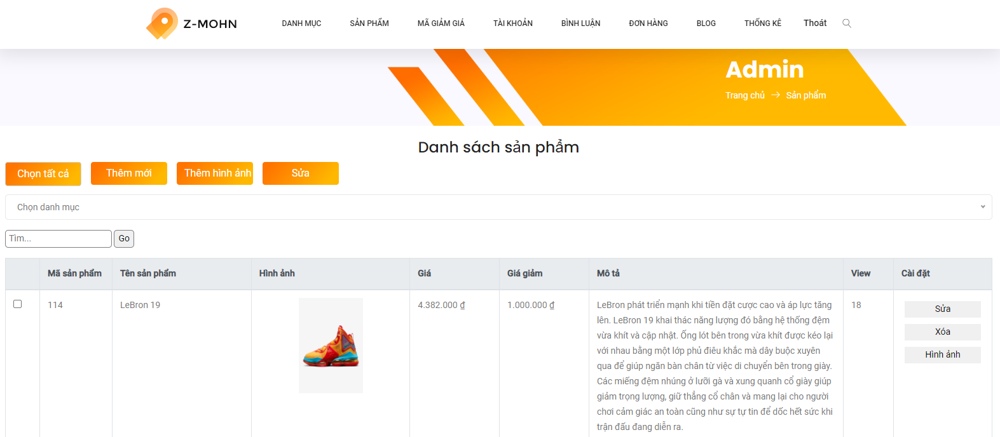 Z-MOHN
DANH MỤC SẢN PHẨM MÃ GIẢM GIÁ TÀI KHOẢN BÌNH LUẬN ĐƠN HÀNG BLOG THỐNG KÊ Thoát
Admin
Trang chủ → Sản phẩm
Danh sách sản phẩm
Chọn tất cả Thêm mới Thêm hình ảnh Sửa
Chọn danh mục
Tìm... Go
Mã sản phẩm Tên sản phẩm Hình ảnh Giá Giá giảm Mô tả View Cài đặt
114 LeBron 19 4.382.000 ₫ 1.000.000 ₫ LeBron phát triển mạnh khi tiền đặt cược cao và áp lực tăng 18 Sửa
lên. LeBron 19 khai thác năng lượng đó bằng hệ thống đệm
vừa khít và cập nhật. Ống lót bên trong vừa khít được kéo lại Xóa
với nhau bằng một lớp phủ điêu khắc mà dây buộc xuyên Hình ảnh
qua để giúp ngăn bàn chân từ việc di chuyển bên trong giày.
Các miếng đệm nhúng ở lưỡi gà và xung quanh cổ giày giúp
giảm trọng lượng, giữ thẳng cổ chân và mang lại cho người
chơi cảm giác an toàn cũng như sự tự tin để dốc hết sức khi
trận đấu đang diễn ra.